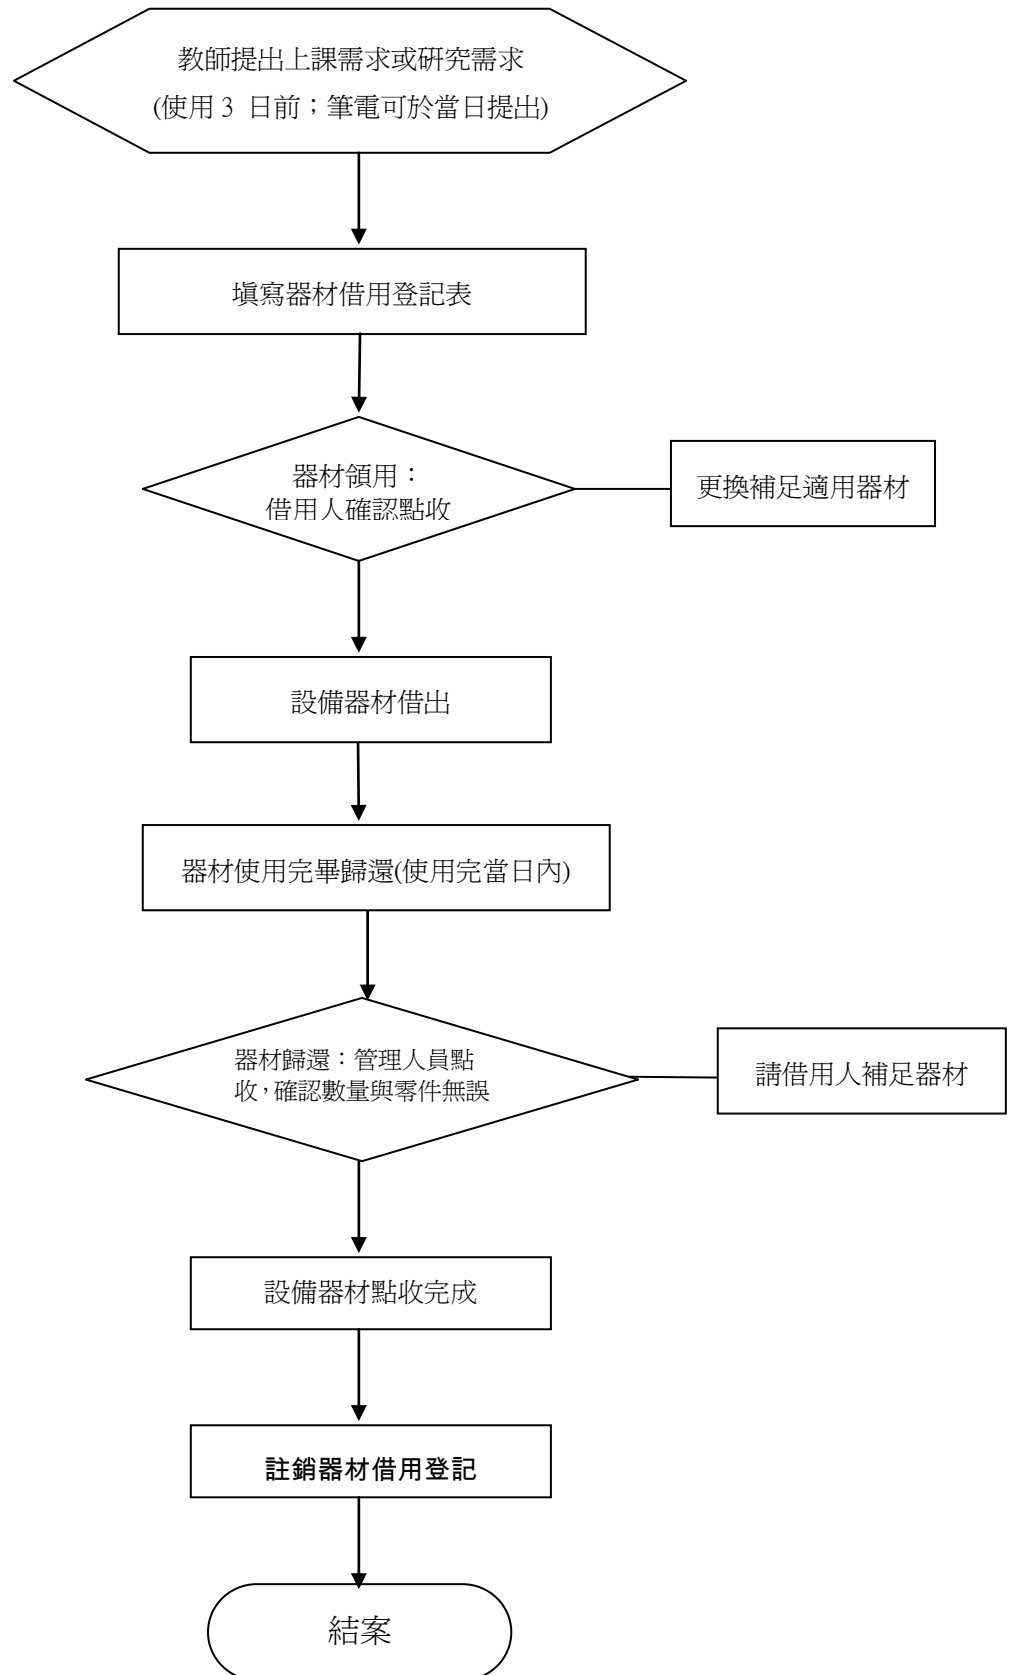 教師提出上課需求或研究需求
(使用 3 日前；筆電可於當日提出)
填寫器材借用登記表
器材領用：
借用人確認點收
更換補足適用器材
設備器材借出
器材使用完畢歸還(使用完當日內)
器材歸還：管理人員點
收，確認數量與零件無誤
請借用人補足器材
設備器材點收完成
註銷器材借用登記
結案